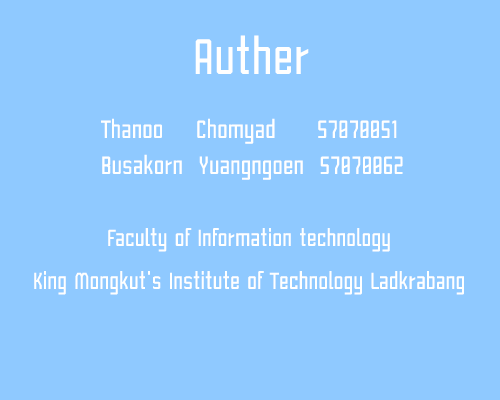 Auther
Thanoo Chomyad 57070051
Busakorn Yuangngoen 57070062
Faculty of Information technology
King Mongkut's Institute of Technology Ladkrabang